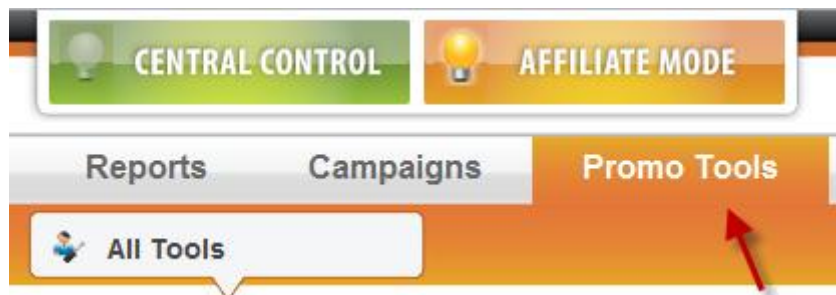 CENTRAL CONTROL AFFILIATE MODE
Reports Campaigns Promo Tools
All Tools